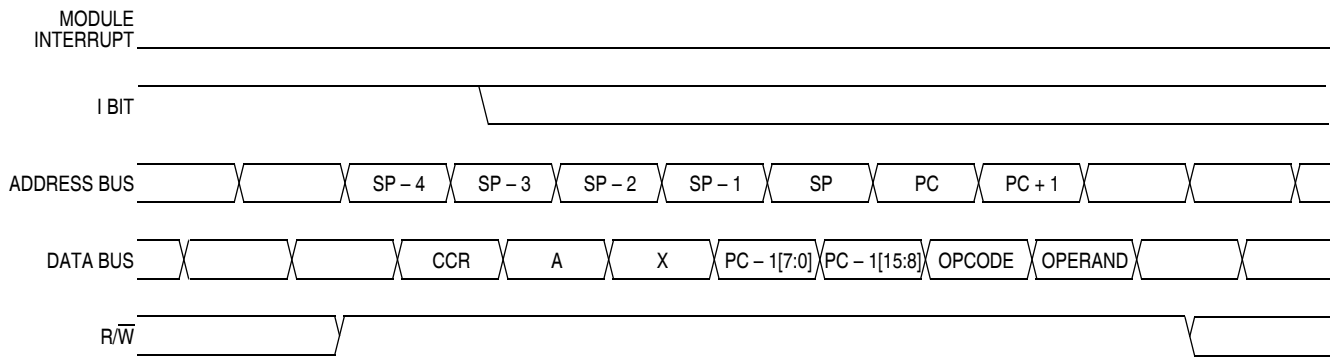 MODULE
INTERRUPT
I BIT
ADDRESS BUS SP – 4 SP – 3 SP – 2 SP – 1 SP PC PC + 1
DATA BUS CCR A X PC – 1[7:0] PC – 1[15:8] OPCODE OPERAND
R/W̅